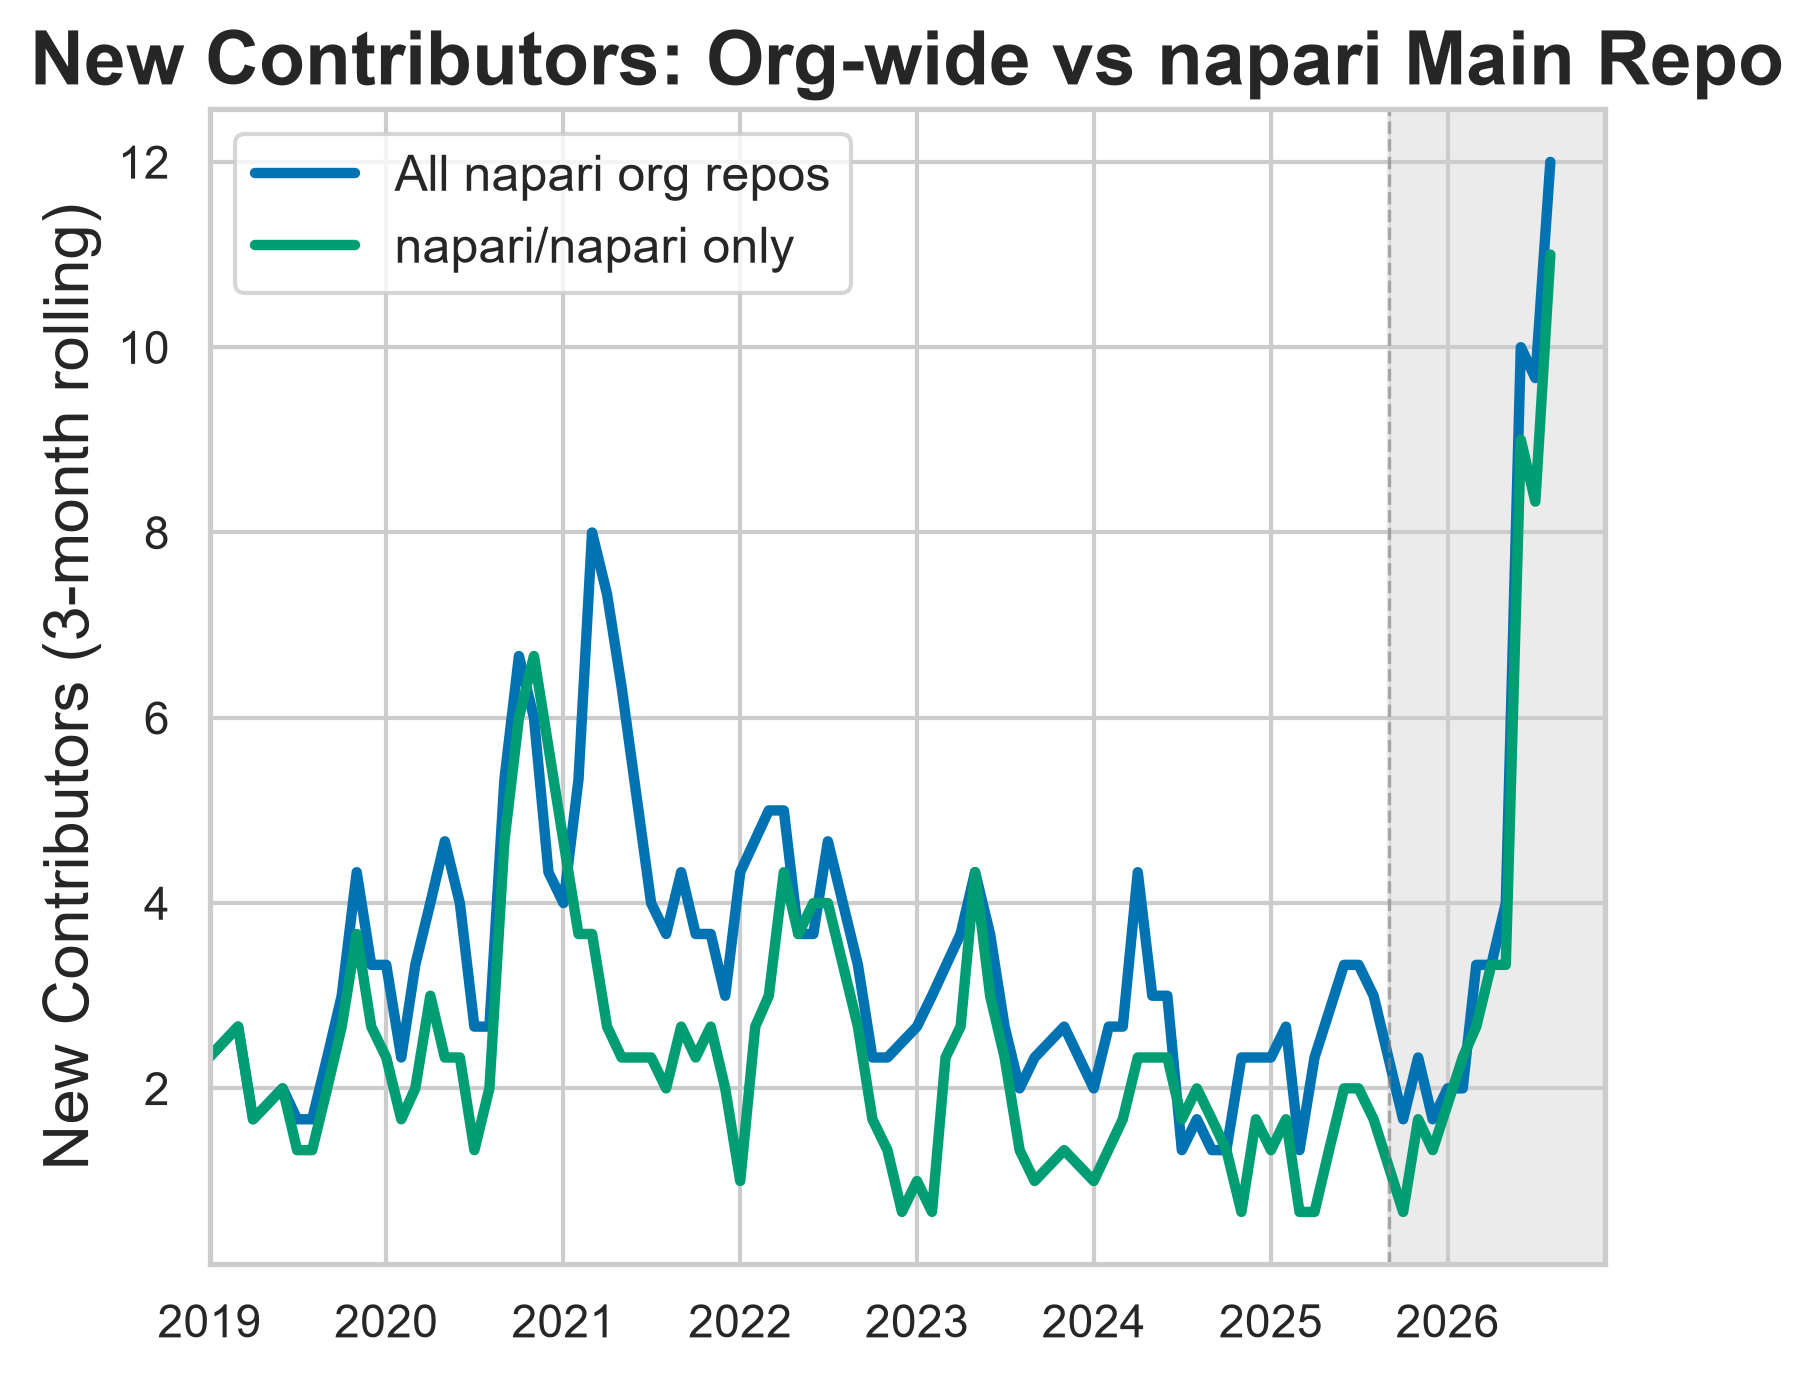 New Contributors: Org-wide vs napari Main Repo
All napari org repos
napari/napari only
New Contributors (3-month rolling)
12
10
8
6
4
2
2019 2020 2021 2022 2023 2024 2025 2026